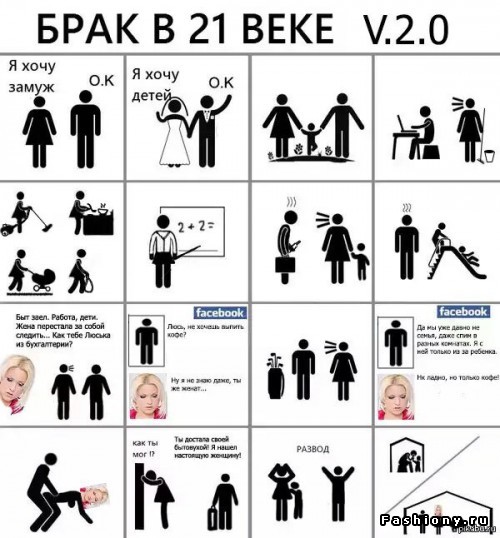 БРАК В 21 ВЕКЕ V.2.0
Я хочу
замуж
О.К
Я хочу
детей
О.К
2 + 2 =
Быт заел. Работа, дети.
Жена перестала за собой
следить... Как тебе Люська
из бухгалтерии?
facebook
Люсь, не хочешь выпить
кофе?
Ну я не знаю даже, ты
же женат...
facebook
Да мы уже давно не
семья, даже спим в
разных комнатах. Я с
ней только из за ребенка.
Нк ладно, но только кофе!
как ты
мог !?
Ты достала своей
бытовухой! Я нашел
настоящую женщину!
РАЗВОД
Fashiony.ru
pikabu.ru